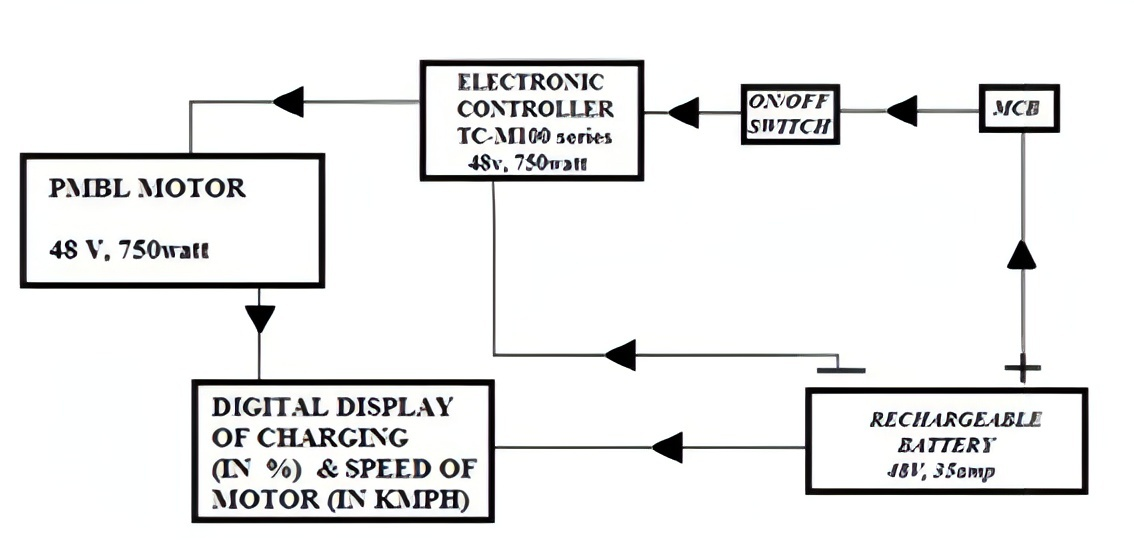 ELECTRONIC
CONTROLLER
TC-M100 series
48v, 750watt
ON/OFF
SWITCH
MCB
PMBL MOTOR
48 V, 750watt
DIGITAL DISPLAY
OF CHARGING
(IN %) & SPEED OF
MOTOR (IN KMPH)
RECHARGEABLE
BATTERY
48V, 35amp